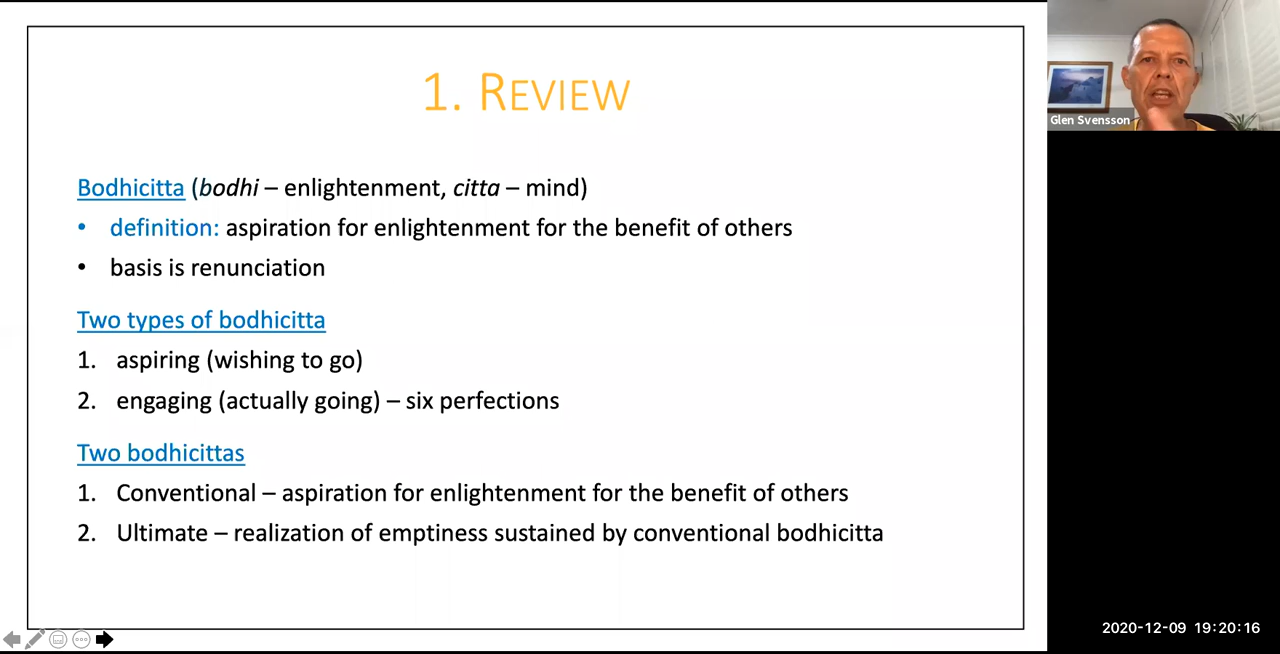 1. REVIEW
Glen Svensson
Bodhicitta (bodhi – enlightenment, citta – mind)
• definition: aspiration for enlightenment for the benefit of others
• basis is renunciation
Two types of bodhicitta
1. aspiring (wishing to go)
2. engaging (actually going) – six perfections
Two bodhicittas
1. Conventional – aspiration for enlightenment for the benefit of others
2. Ultimate – realization of emptiness sustained by conventional bodhicitta
2020-12-09 19:20:16